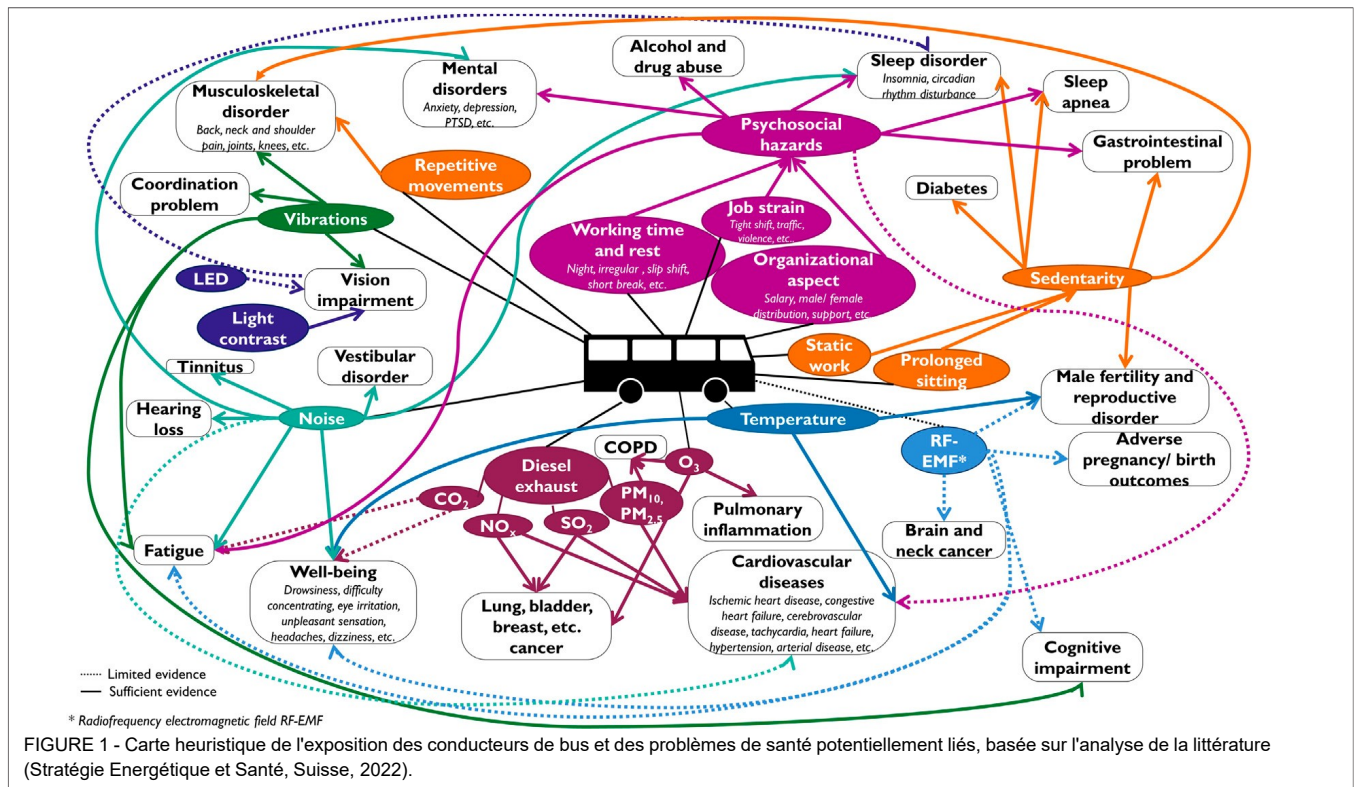 Alcohol and
drug abuse
Mental
disorders
Anxiety, depression,
PTSD, etc.
Sleep disorder
Insomnia, circadian
rhythm disturbance
Sleep
apnea
Musculoskeletal
disorder
Back, neck and shoulder
pain, joints, knees, etc.
Psychosocial
hazards
Gastrointestinal
problem
Repetitive
movements
Coordination
problem
Diabetes
Vibrations
Job strain
Tight shift, traffic,
violence, etc..
Working time
and rest
Night, irregular , slip shift,
short break, etc.
Organizational
aspect
Salary, male/ female
distribution, support, etc
LED
Vision
impairment
Sedentarity
Light
contrast
Static
work
Prolonged
sitting
Tinnitus
Vestibular
disorder
Hearing
loss
Noise
Temperature
Male fertility and
reproductive
disorder
RF-
EMF*
Adverse
pregnancy/ birth
outcomes
COPD
O3
Diesel
exhaust
CO2
PM10,
PM2.5
NOx
SO2
Pulmonary
inflammation
Brain and
neck cancer
Fatigue
Well-being
Drowsiness, difficulty
concentrating, eye irritation,
unpleasant sensation,
headaches, dizziness, etc.
Lung, bladder,
breast, etc.
cancer
Cardiovascular
diseases
Ischemic heart disease, congestive
heart failure, cerebrovascular
disease, tachycardia, heart failure,
hypertension, arterial disease, etc.
Cognitive
impairment
Limited evidence
Sufficient evidence
* Radiofrequency electromagnetic field RF-EMF
FIGURE 1 - Carte heuristique de l'exposition des conducteurs de bus et des problèmes de santé potentiellement liés, basée sur l'analyse de la littérature
(Stratégie Energétique et Santé, Suisse, 2022).